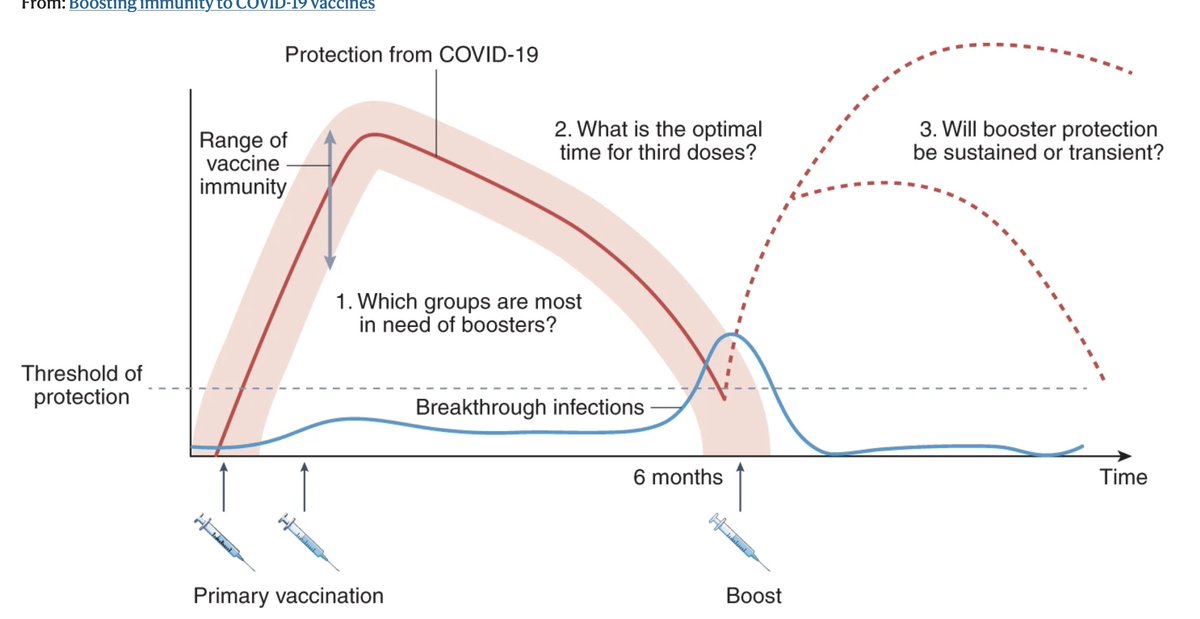 From: Boosting immunity to COVID-19 vaccines
Protection from COVID-19
Range of
vaccine
immunity
2. What is the optimal
time for third doses?
3. Will booster protection
be sustained or transient?
1. Which groups are most
in need of boosters?
Threshold of
protection
Breakthrough infections
6 months
Time
Primary vaccination
Boost